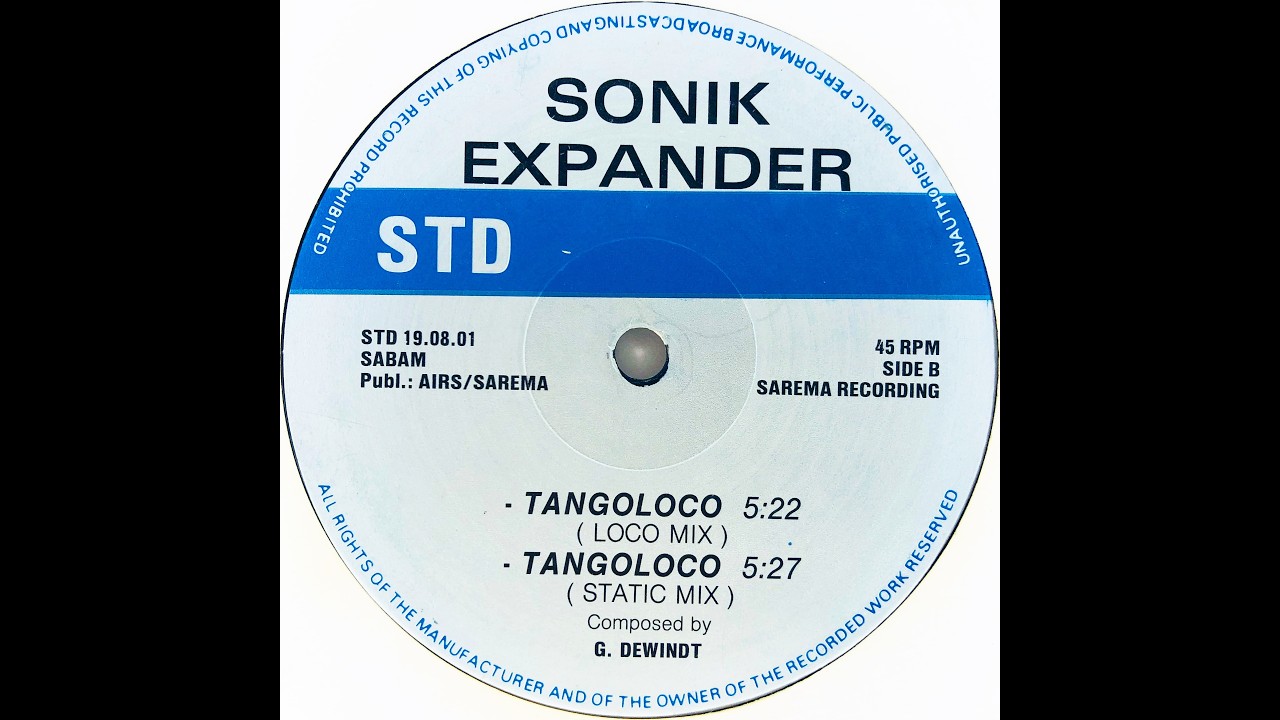 SONIK
EXPANDER
STD
STD 19.08.01
SABAM
Publ.: AIRS/SAREMA
45 RPM
SIDE B
SAREMA RECORDING
- TANGOLOCO 5:22
( LOCO MIX )
- TANGOLOCO 5:27
( STATIC MIX )
Composed by
G. DEWINDT
ALL RIGHTS OF THE MANUFACTURER AND OF THE OWNER OF THE RECORDED WORK RESERVED
UNAUTHORISED PUBLIC PERFORMANCE BROADCASTINGAND COPYING OF THIS RECORD PROHIBITED